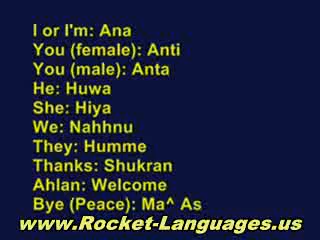 I or I'm: Ana
You (female): Anti
You (male): Anta
He: Huwa
She: Hiya
We: Nahhnu
They: Humme
Thanks: Shukran
Ahlan: Welcome
Bye (Peace): Ma^ As
www.Rocket-Languages.us